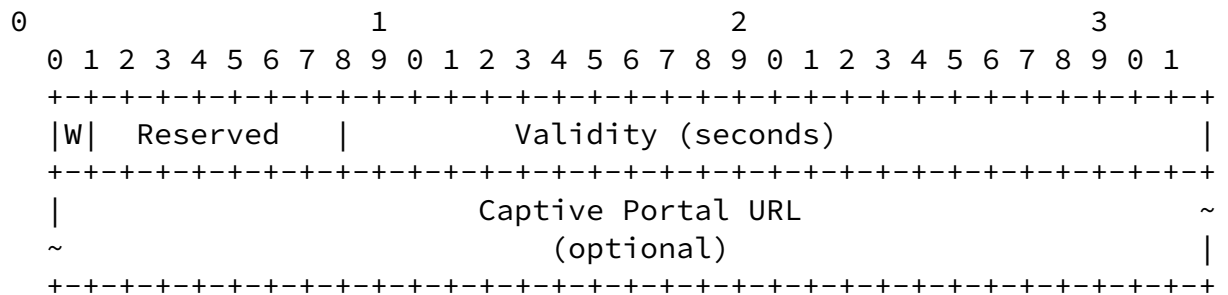 0                   1                   2                   3
  0 1 2 3 4 5 6 7 8 9 0 1 2 3 4 5 6 7 8 9 0 1 2 3 4 5 6 7 8 9 0 1
  +-+-+-+-+-+-+-+-+-+-+-+-+-+-+-+-+-+-+-+-+-+-+-+-+-+-+-+-+-+-+-+-+
  |W|  Reserved   |         Validity (seconds)                    |
  +-+-+-+-+-+-+-+-+-+-+-+-+-+-+-+-+-+-+-+-+-+-+-+-+-+-+-+-+-+-+-+-+
  |                       Captive Portal URL                      ~
  ~                           (optional)                          |
  +-+-+-+-+-+-+-+-+-+-+-+-+-+-+-+-+-+-+-+-+-+-+-+-+-+-+-+-+-+-+-+-+